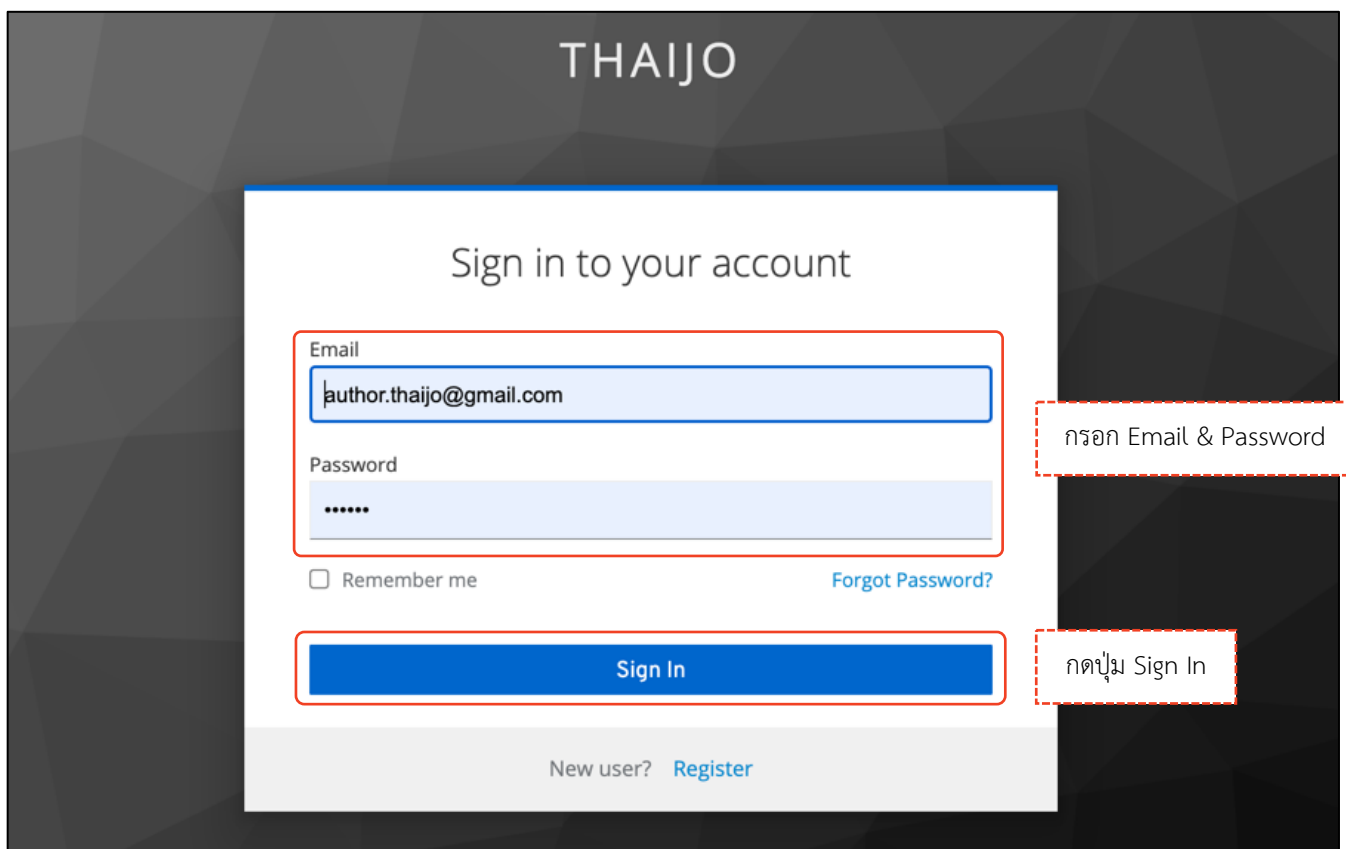 THAIJO
Sign in to your account
Email
author.thaijo@gmail.com
กรอก Email & Password
Password
••••••
Remember me
Forgot Password?
Sign In
กดปุ่ม Sign In
New user? Register